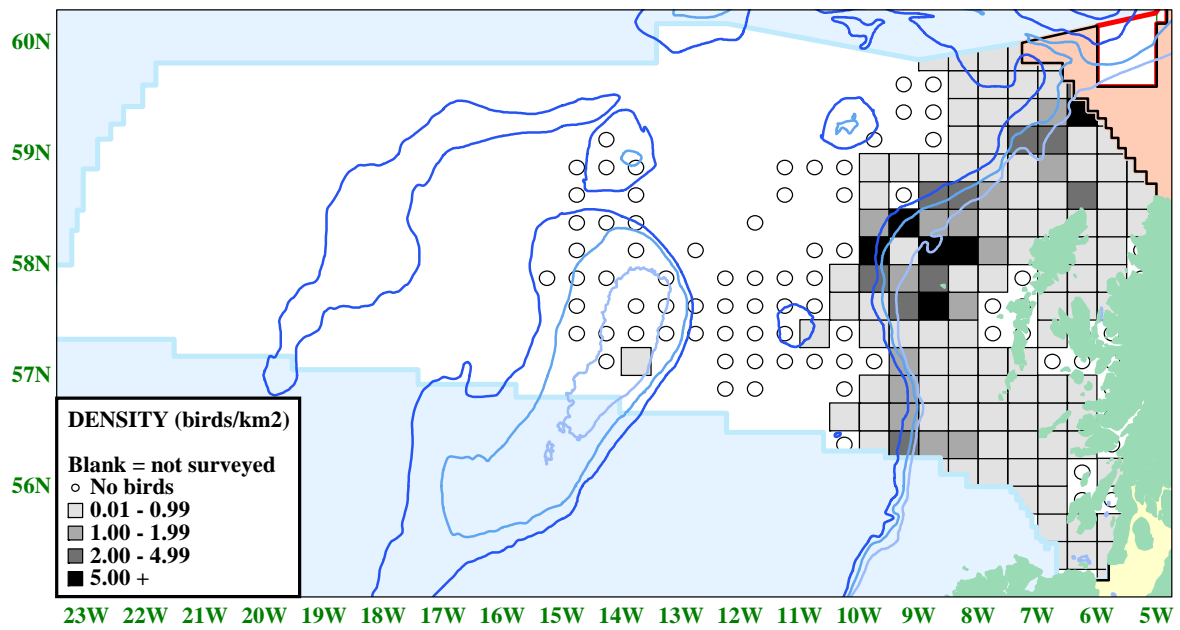 60N
59N
58N
57N
56N
DENSITY (birds/km2)
Blank = not surveyed
No birds
0.01 - 0.99
1.00 - 1.99
2.00 - 4.99
5.00 +
23W 22W 21W 20W 19W 18W 17W 16W 15W 14W 13W 12W 11W 10W 9W 8W 7W 6W 5W